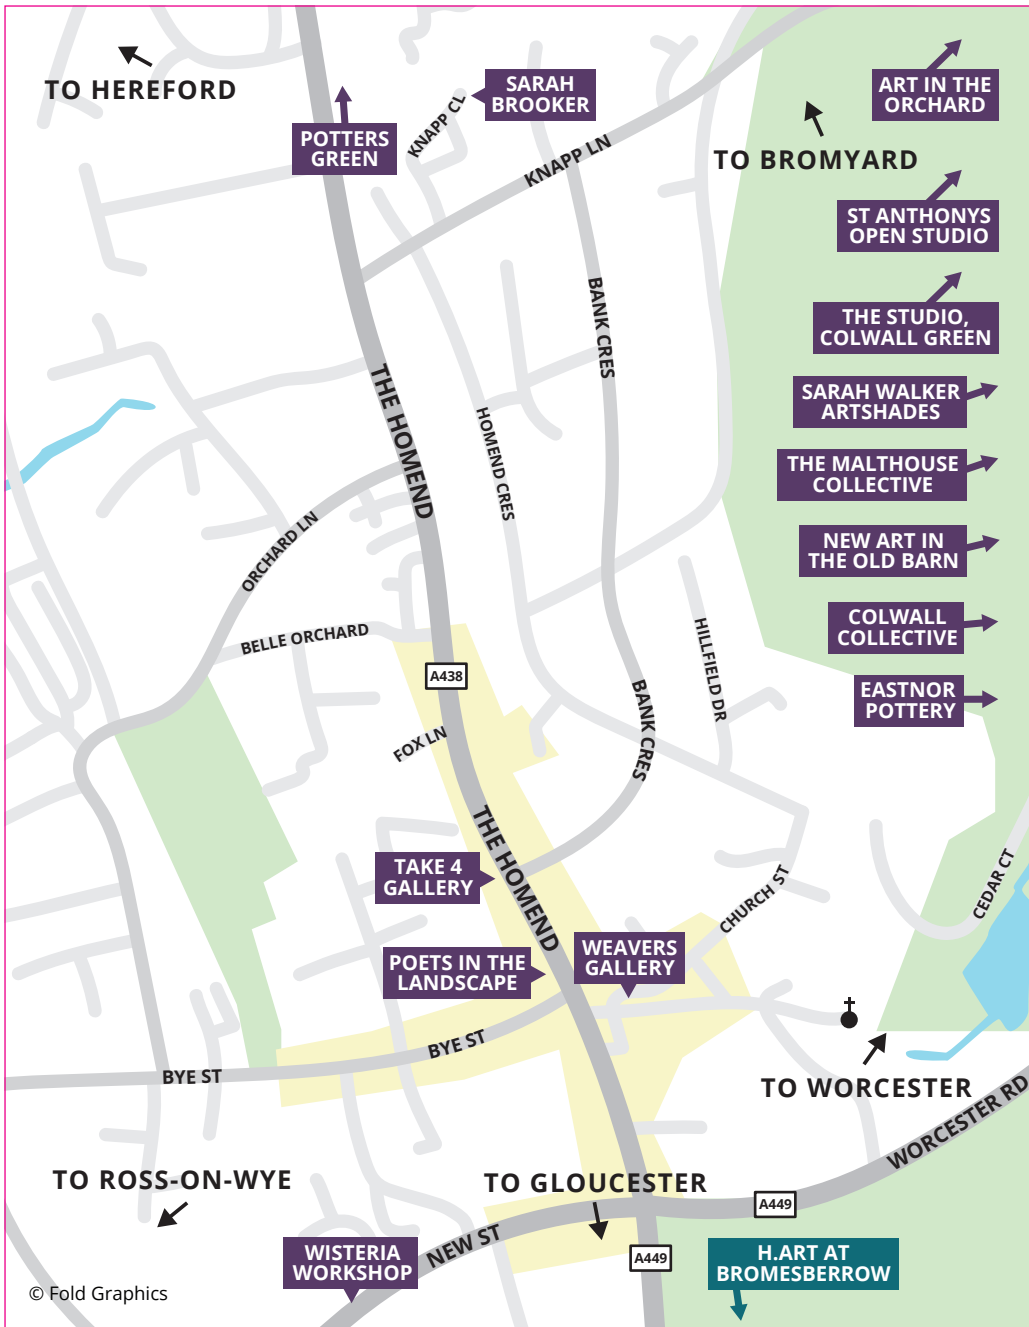 TO HEREFORD
POTTERS
GREEN
KNAPP CL
SARAH
BROOKER
KNAPP LN
TO BROMYARD
ART IN THE
ORCHARD
ST ANTHONYS
OPEN STUDIO
THE STUDIO,
COLWALL GREEN
SARAH WALKER
ARTSHADES
THE MALTHOUSE
COLLECTIVE
NEW ART IN
THE OLD BARN
COLWALL
COLLECTIVE
EASTNOR
POTTERY
BANK CRES
THE HOMEND
HOMEND CRES
ORCHARD LN
BELLE ORCHARD
A438
HILLFIELD DR
BANK CRES
FOX LN
THE HOMEND
TAKE 4
GALLERY
CHURCH ST
CEDAR CT
WEAVERS
GALLERY
POETS IN THE
LANDSCAPE
BYE ST
BYE ST
TO WORCESTER
WORCESTER RD
TO ROSS-ON-WYE
TO GLOUCESTER
A449
NEW ST
A449
WISTERIA
WORKSHOP
H.ART AT
BROMESBERROW
© Fold Graphics